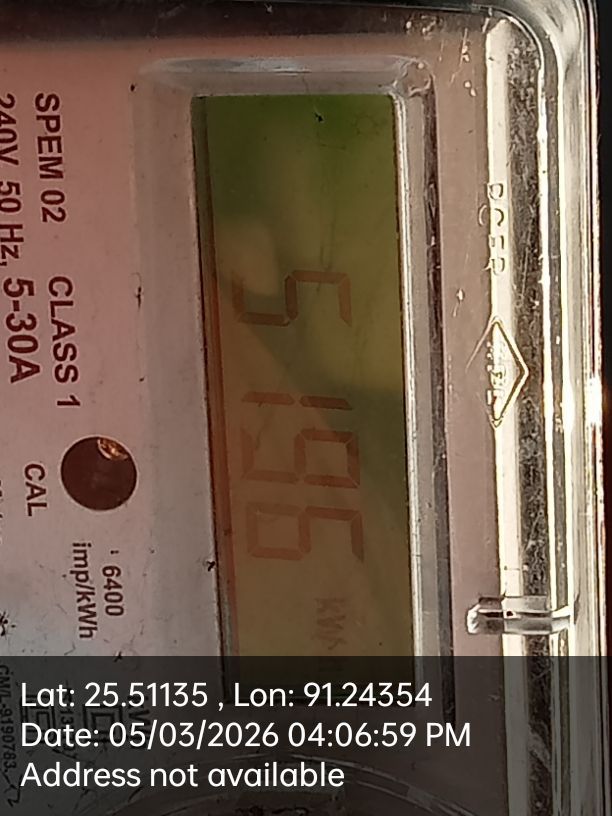 5196
kWh
SPEM 02 CLASS 1
240V, 50 Hz, 5-30A
CAL
6400
imp/kWh
Lat: 25.51135 , Lon: 91.24354
Date: 05/03/2026 04:06:59 PM
Address not available